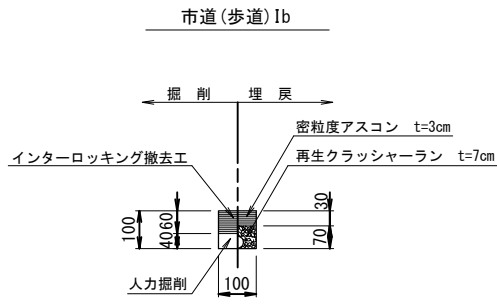 市道(歩道)Ib
掘 削 埋 戻
密粒度アスコン t=3cm
インターロッキング撤去工 再生クラッシャーラン t=7cm
100 60 40 30 70
人力掘削 100